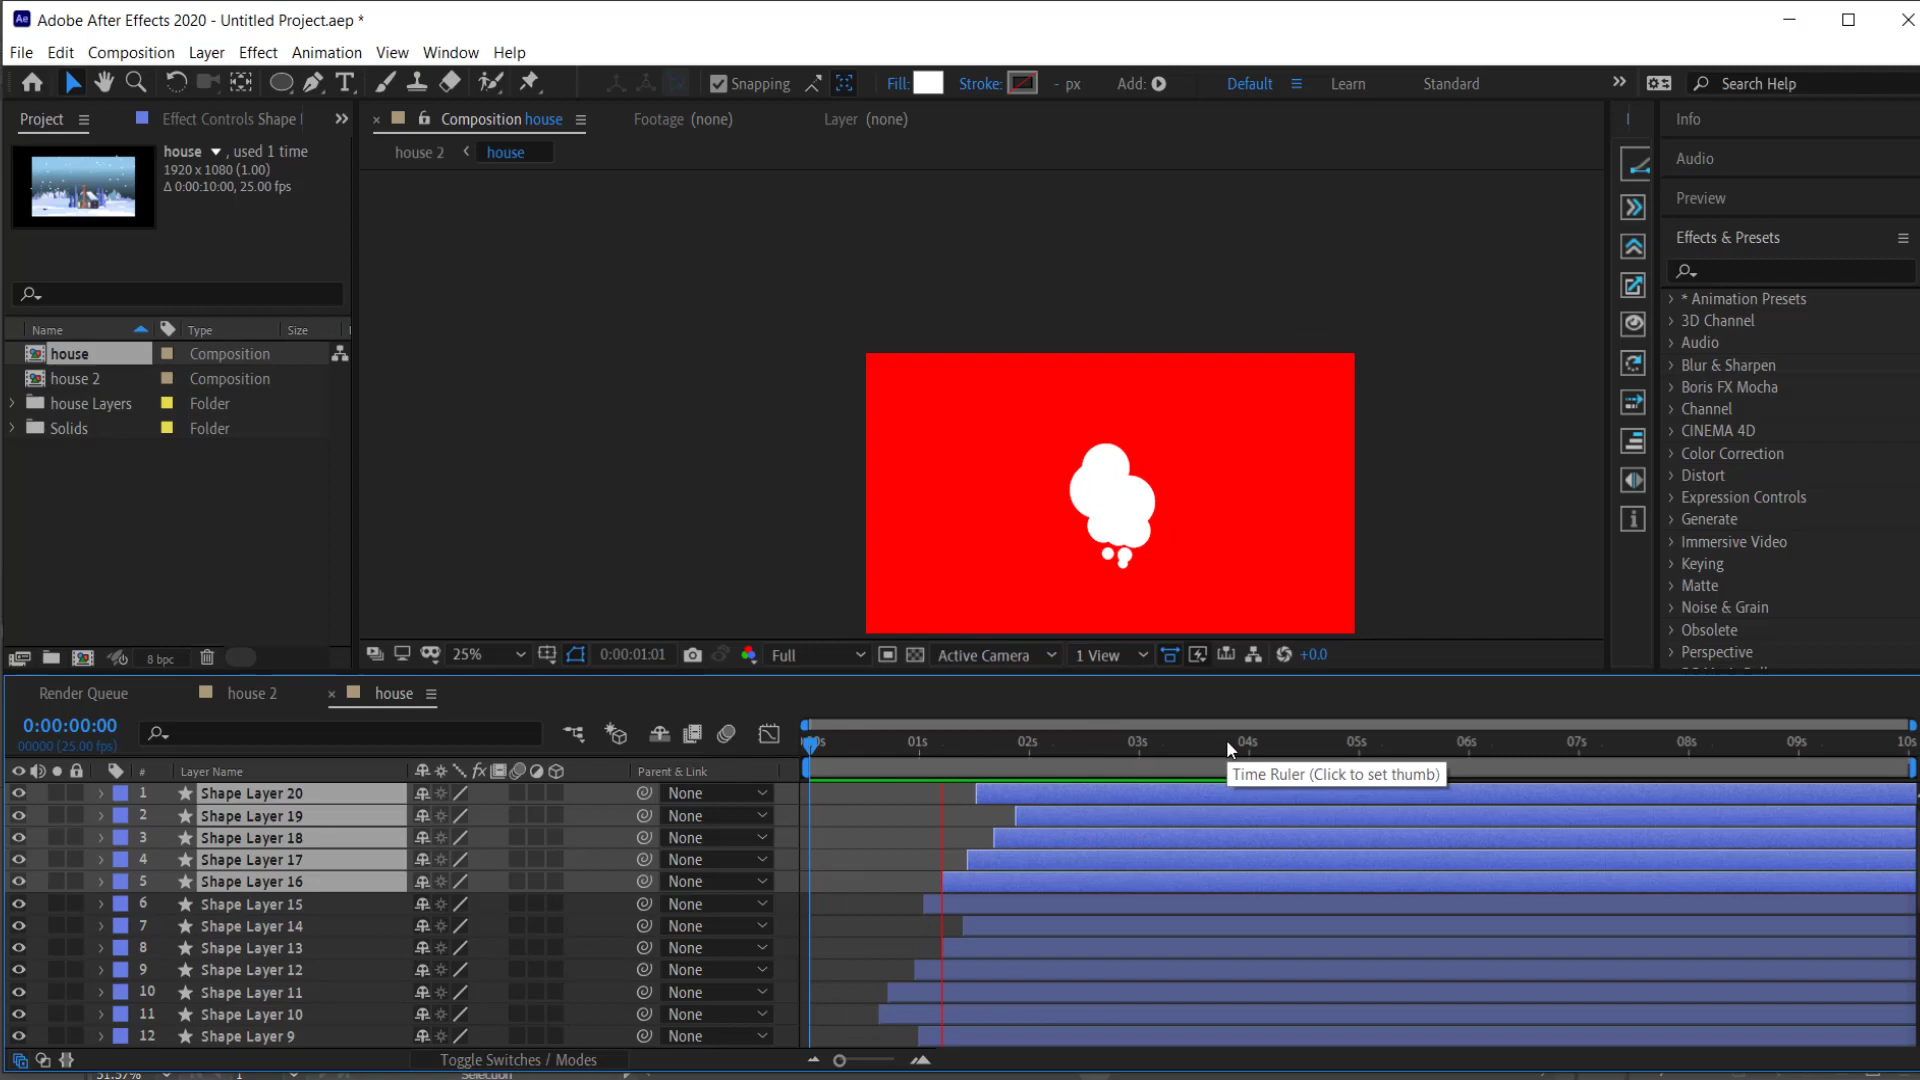 Adobe After Effects 2020 - Untitled Project.aep *
File Edit Composition Layer Effect Animation View Window Help
Snapping Fill: Stroke: - px Add: Default Learn Standard Search Help
Project Effect Controls Shape Composition house Footage (none) Layer (none) Info
house , used 1 time
1920 x 1080 (1.00)
Δ 0:00:10:00, 25.00 fps
house 2 house
Audio
Preview
Effects & Presets
Name Type Size
house Composition
house 2 Composition
house Layers Folder
Solids Folder
* Animation Presets
3D Channel
Audio
Blur & Sharpen
Boris FX Mocha
Channel
CINEMA 4D
Color Correction
Distort
Expression Controls
Generate
Immersive Video
Keying
Matte
Noise & Grain
Obsolete
Perspective
8 bpc 25% 0:00:01:01 Full Active Camera 1 View +0.0
Render Queue house 2 house
0:00:00:00
00000 (25.00 fps)
01s 02s 03s 04s 05s 06s 07s 08s 09s 10s
Time Ruler (Click to set thumb)
# Layer Name fx Parent & Link
1 Shape Layer 20 None
2 Shape Layer 19 None
3 Shape Layer 18 None
4 Shape Layer 17 None
5 Shape Layer 16 None
6 Shape Layer 15 None
7 Shape Layer 14 None
8 Shape Layer 13 None
9 Shape Layer 12 None
10 Shape Layer 11 None
11 Shape Layer 10 None
12 Shape Layer 9 None
Toggle Switches / Modes